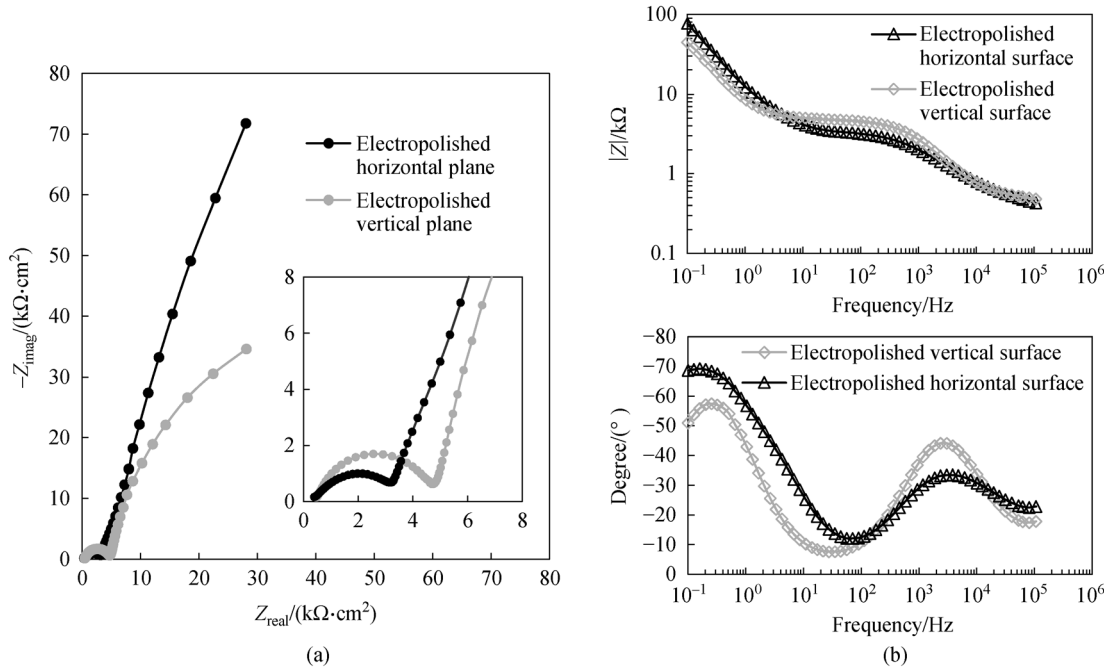 80
70
60
50
40
30
20
10
0
−Zimag/(kΩ·cm²)
Electropolished
horizontal plane
Electropolished
vertical plane
8
6
4
2
0
0 2 4 6 8
0 10 20 30 40 50 60 70 80
Zreal/(kΩ·cm²)
(a)
100
10
1
0.1
|Z|/kΩ
Electropolished
horizontal surface
Electropolished
vertical surface
10⁻¹ 10⁰ 10¹ 10² 10³ 10⁴ 10⁵ 10⁶
Frequency/Hz
−80
−70
−60
−50
−40
−30
−20
−10
0
Degree/(°)
Electropolished vertical surface
Electropolished horizontal surface
10⁻¹ 10⁰ 10¹ 10² 10³ 10⁴ 10⁵ 10⁶
Frequency/Hz
(b)